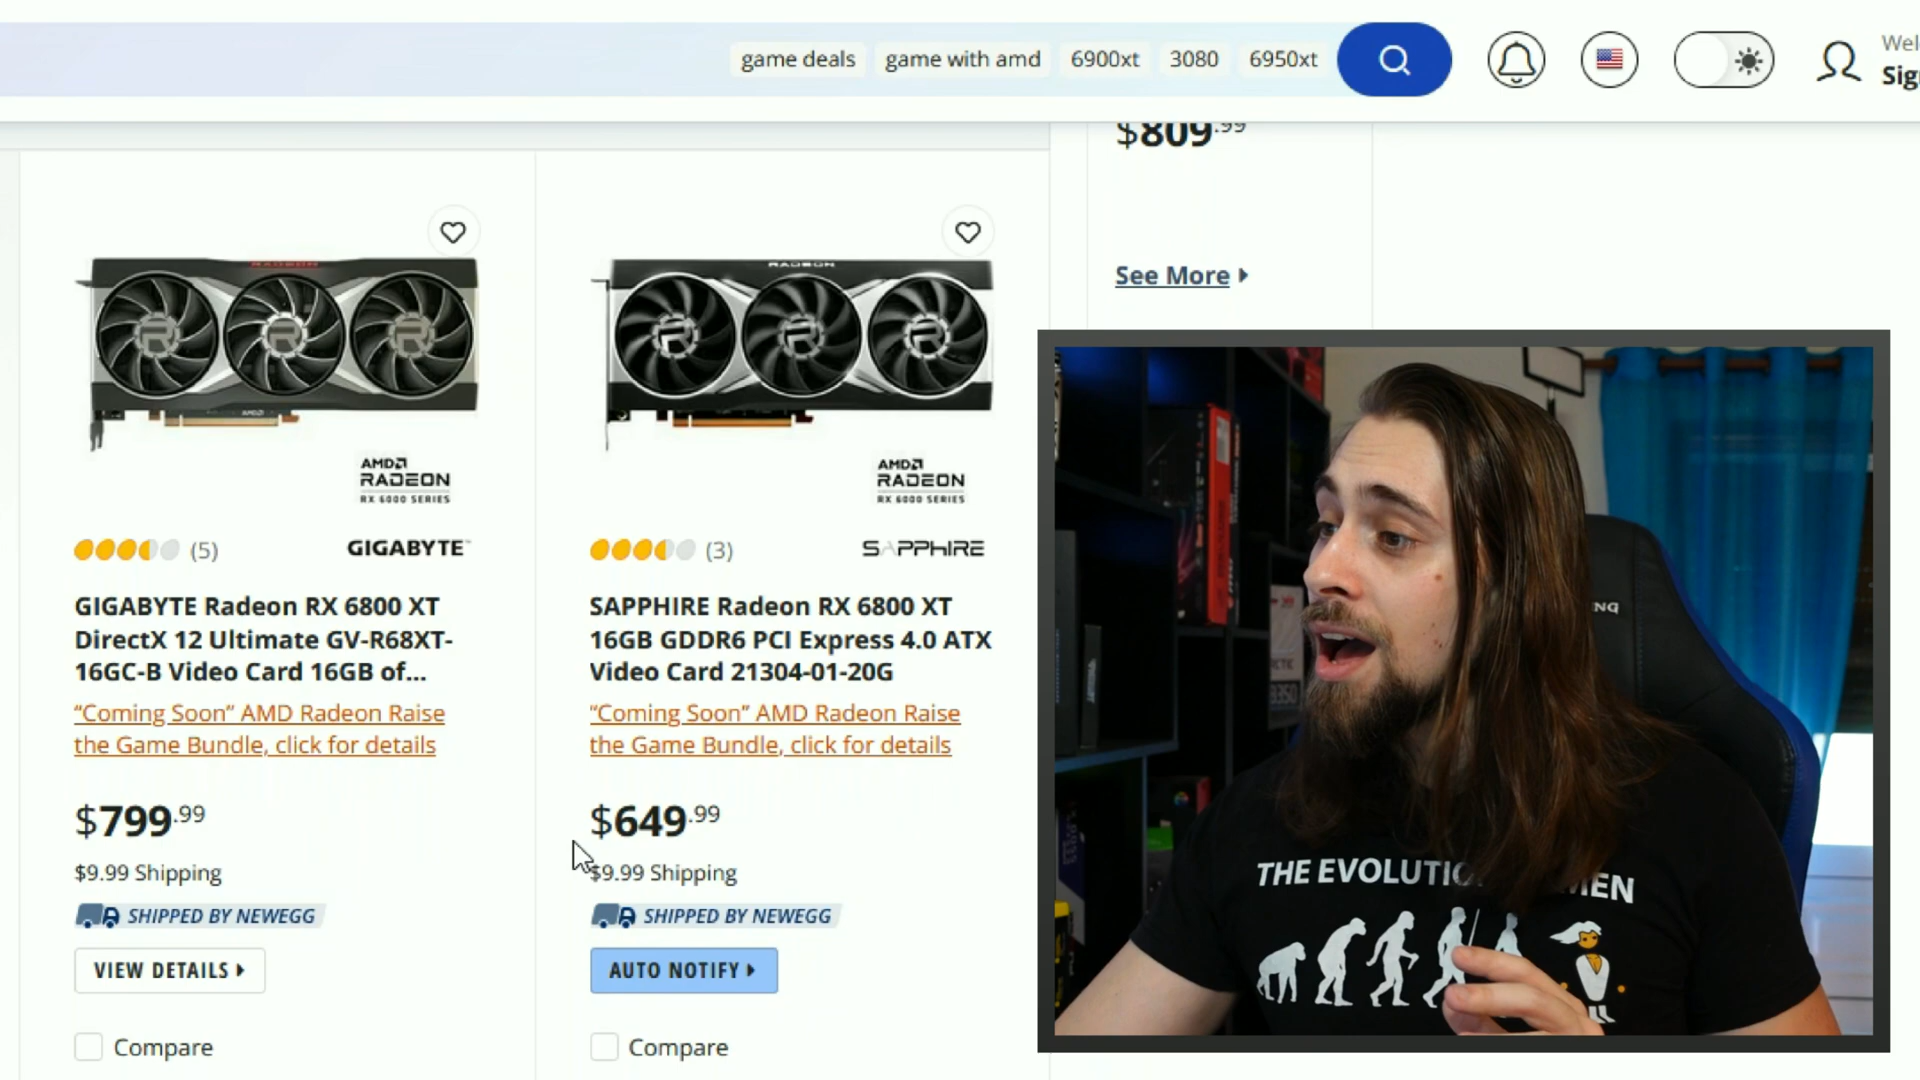 game deals
game with amd
6900xt
3080
6950xt
$809.99
See More
RADEON
AMD
RADEON
RX 6000 SERIES
AMD
RADEON
RX 6000 SERIES
(5)
GIGABYTE
(3)
SAPPHIRE
GIGABYTE Radeon RX 6800 XT
DirectX 12 Ultimate GV-R68XT-
16GC-B Video Card 16GB of...
SAPPHIRE Radeon RX 6800 XT
16GB GDDR6 PCI Express 4.0 ATX
Video Card 21304-01-20G
“Coming Soon” AMD Radeon Raise
the Game Bundle, click for details
“Coming Soon” AMD Radeon Raise
the Game Bundle, click for details
$799.99
$649.99
$9.99 Shipping
$9.99 Shipping
SHIPPED BY NEWEGG
SHIPPED BY NEWEGG
VIEW DETAILS
AUTO NOTIFY
Compare
Compare
THE